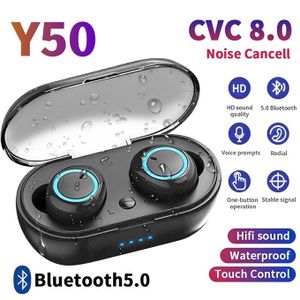 Y50
CVC 8.0
Noise Cancell
HD
HD sound
quality
5.0 Bluetooth
Voice prompts
Redial
One-button
operation
Stable signal
Hifi sound
Waterproof
Touch Control
Bluetooth5.0